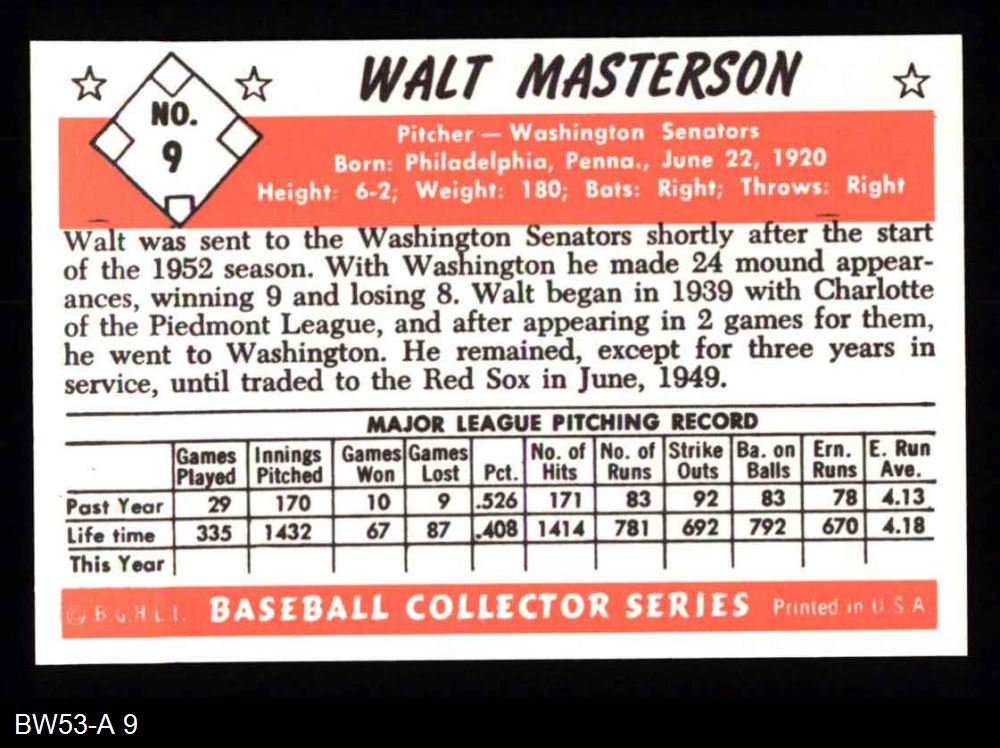 NO.
9
WALT MASTERSON
Pitcher — Washington Senators
Born: Philadelphia, Penna., June 22, 1920
Height: 6-2; Weight: 180; Bats: Right; Throws: Right
Walt was sent to the Washington Senators shortly after the start
of the 1952 season. With Washington he made 24 mound appear-
ances, winning 9 and losing 8. Walt began in 1939 with Charlotte
of the Piedmont League, and after appearing in 2 games for them,
he went to Washington. He remained, except for three years in
service, until traded to the Red Sox in June, 1949.
MAJOR LEAGUE PITCHING RECORD
Games Innings Games Games No. of No. of Strike Ba. on Ern. E. Run
Played Pitched Won Lost Pct. Hits Runs Outs Balls Runs Ave.
Past Year 29 170 10 9 .526 171 83 92 83 78 4.13
Life time 335 1432 67 87 .408 1414 781 692 792 670 4.18
This Year
© B.G.H.L.I. BASEBALL COLLECTOR SERIES Printed in U S A
BW53-A 9